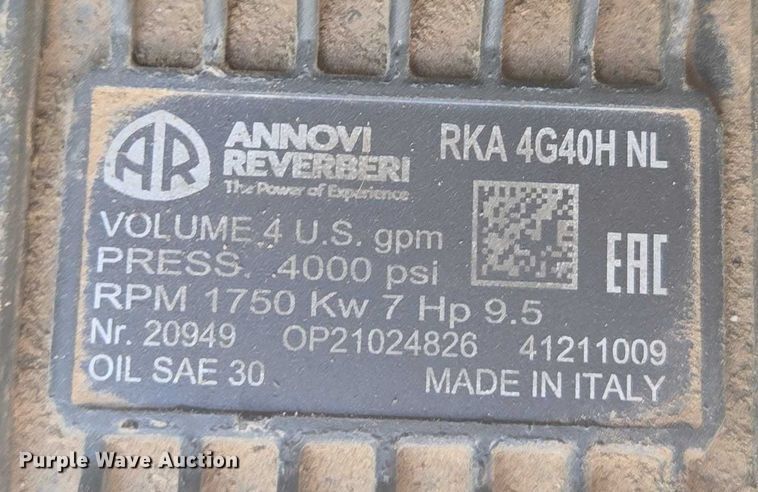 AR
ANNOVI
REVERBERI
The Power of Experience
RKA 4G40H NL
VOLUME 4 U.S. gpm
EAC
PRESS. 4000 psi
RPM 1750 Kw 7 Hp 9.5
Nr. 20949 OP21024826 41211009
OIL SAE 30 MADE IN ITALY
Purple Wave Auction